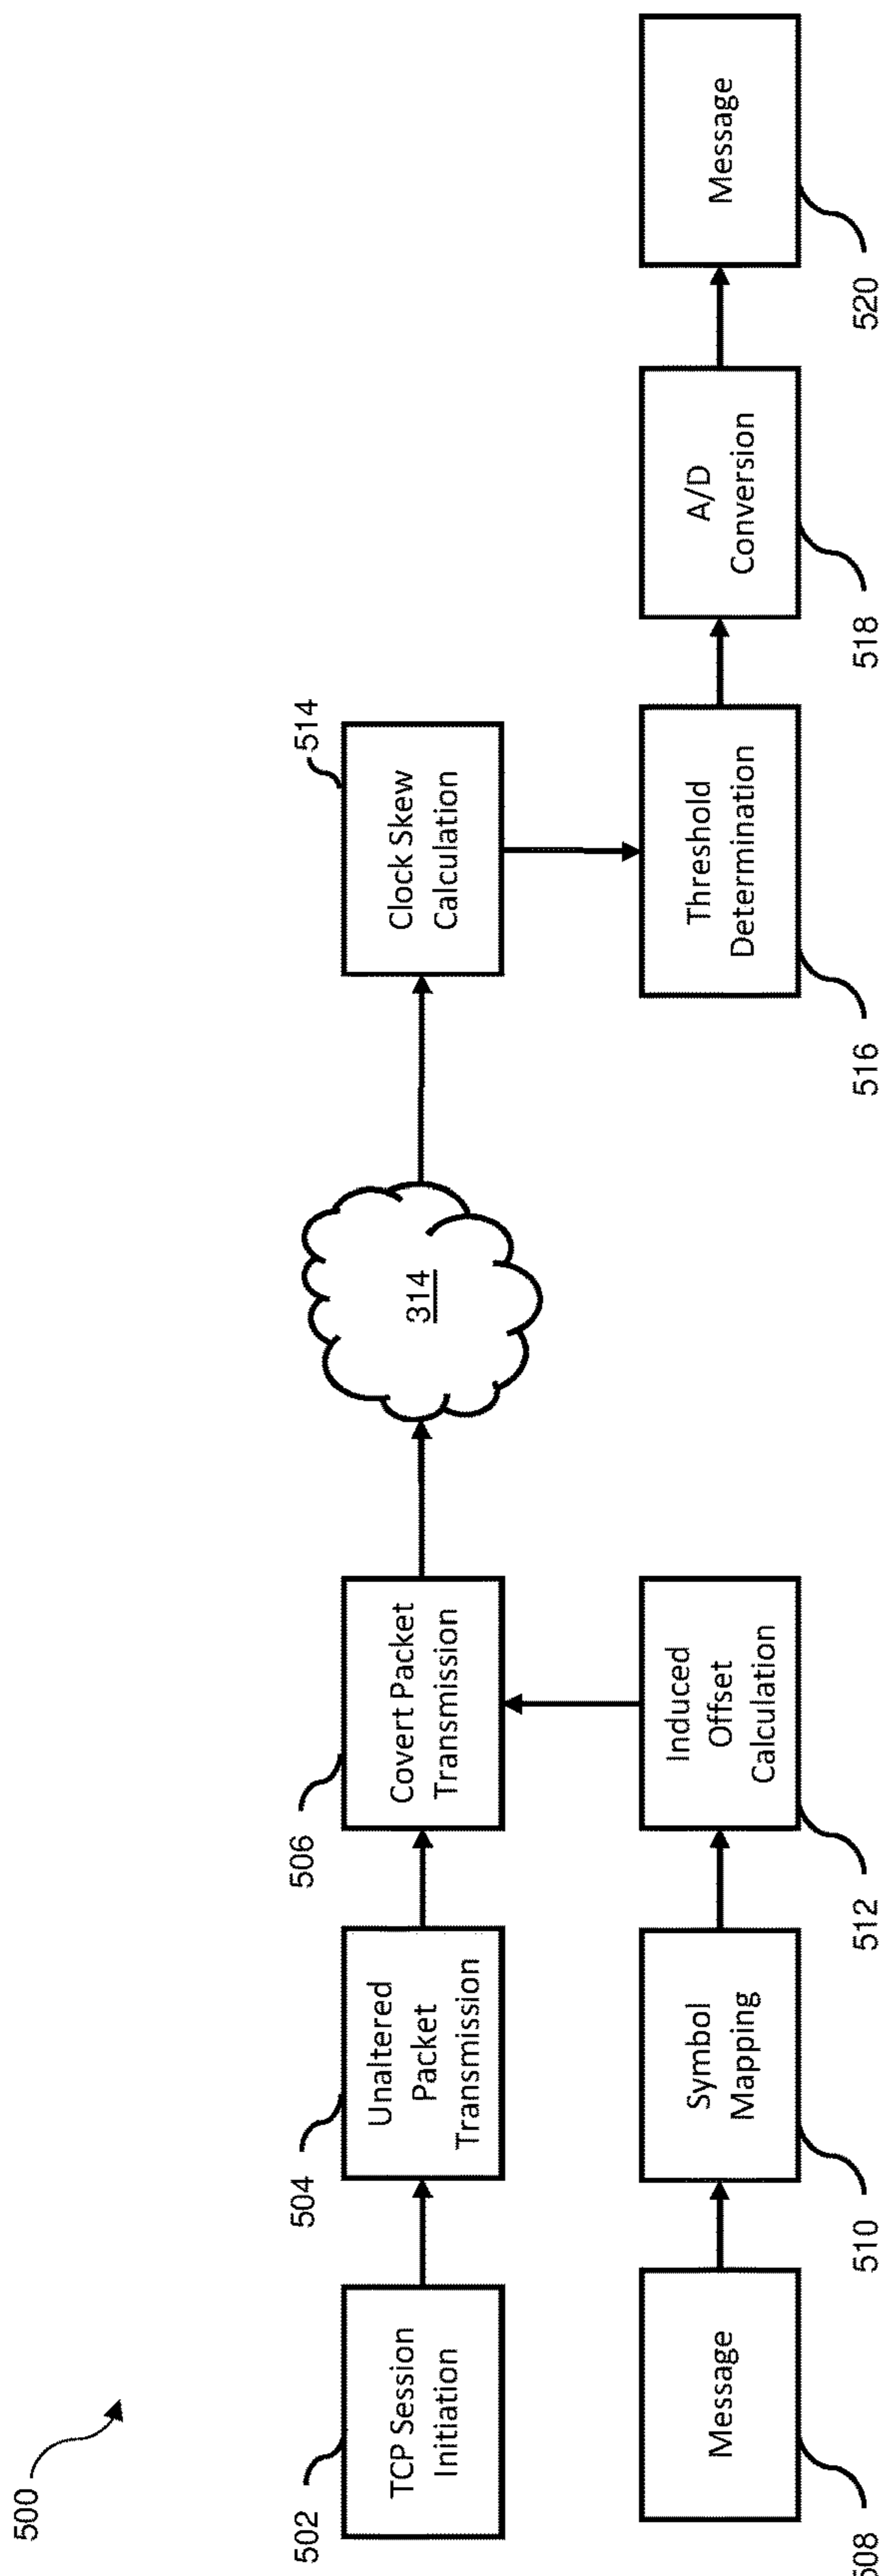 500
502
TCP Session
Initiation
504
Unaltered
Packet
Transmission
506
Covert Packet
Transmission
314
514
Clock Skew
Calculation
508
Message
510
Symbol
Mapping
512
Induced
Offset
Calculation
516
Threshold
Determination
518
A/D
Conversion
520
Message